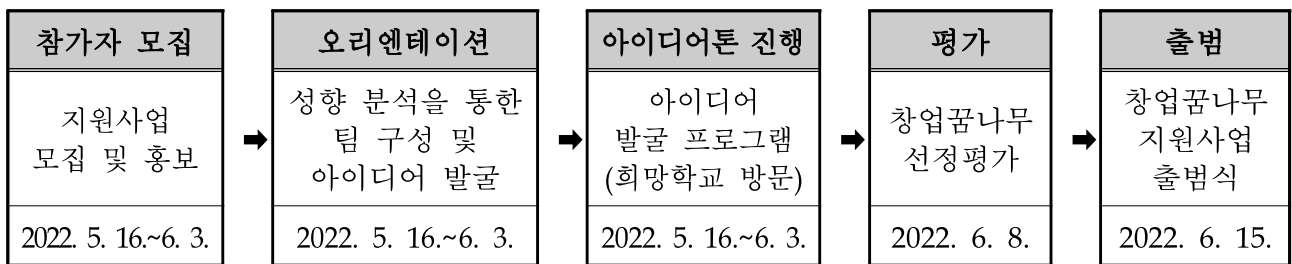 참가자 모집
지원사업
모집 및 홍보
2022. 5. 16.~6. 3.
➡
오리엔테이션
성향 분석을 통한
팀 구성 및
아이디어 발굴
2022. 5. 16.~6. 3.
➡
아이디어톤 진행
아이디어
발굴 프로그램
(희망학교 방문)
2022. 5. 16.~6. 3.
➡
평가
창업꿈나무
선정평가
2022. 6. 8.
➡
출범
창업꿈나무
지원사업
출범식
2022. 6. 15.